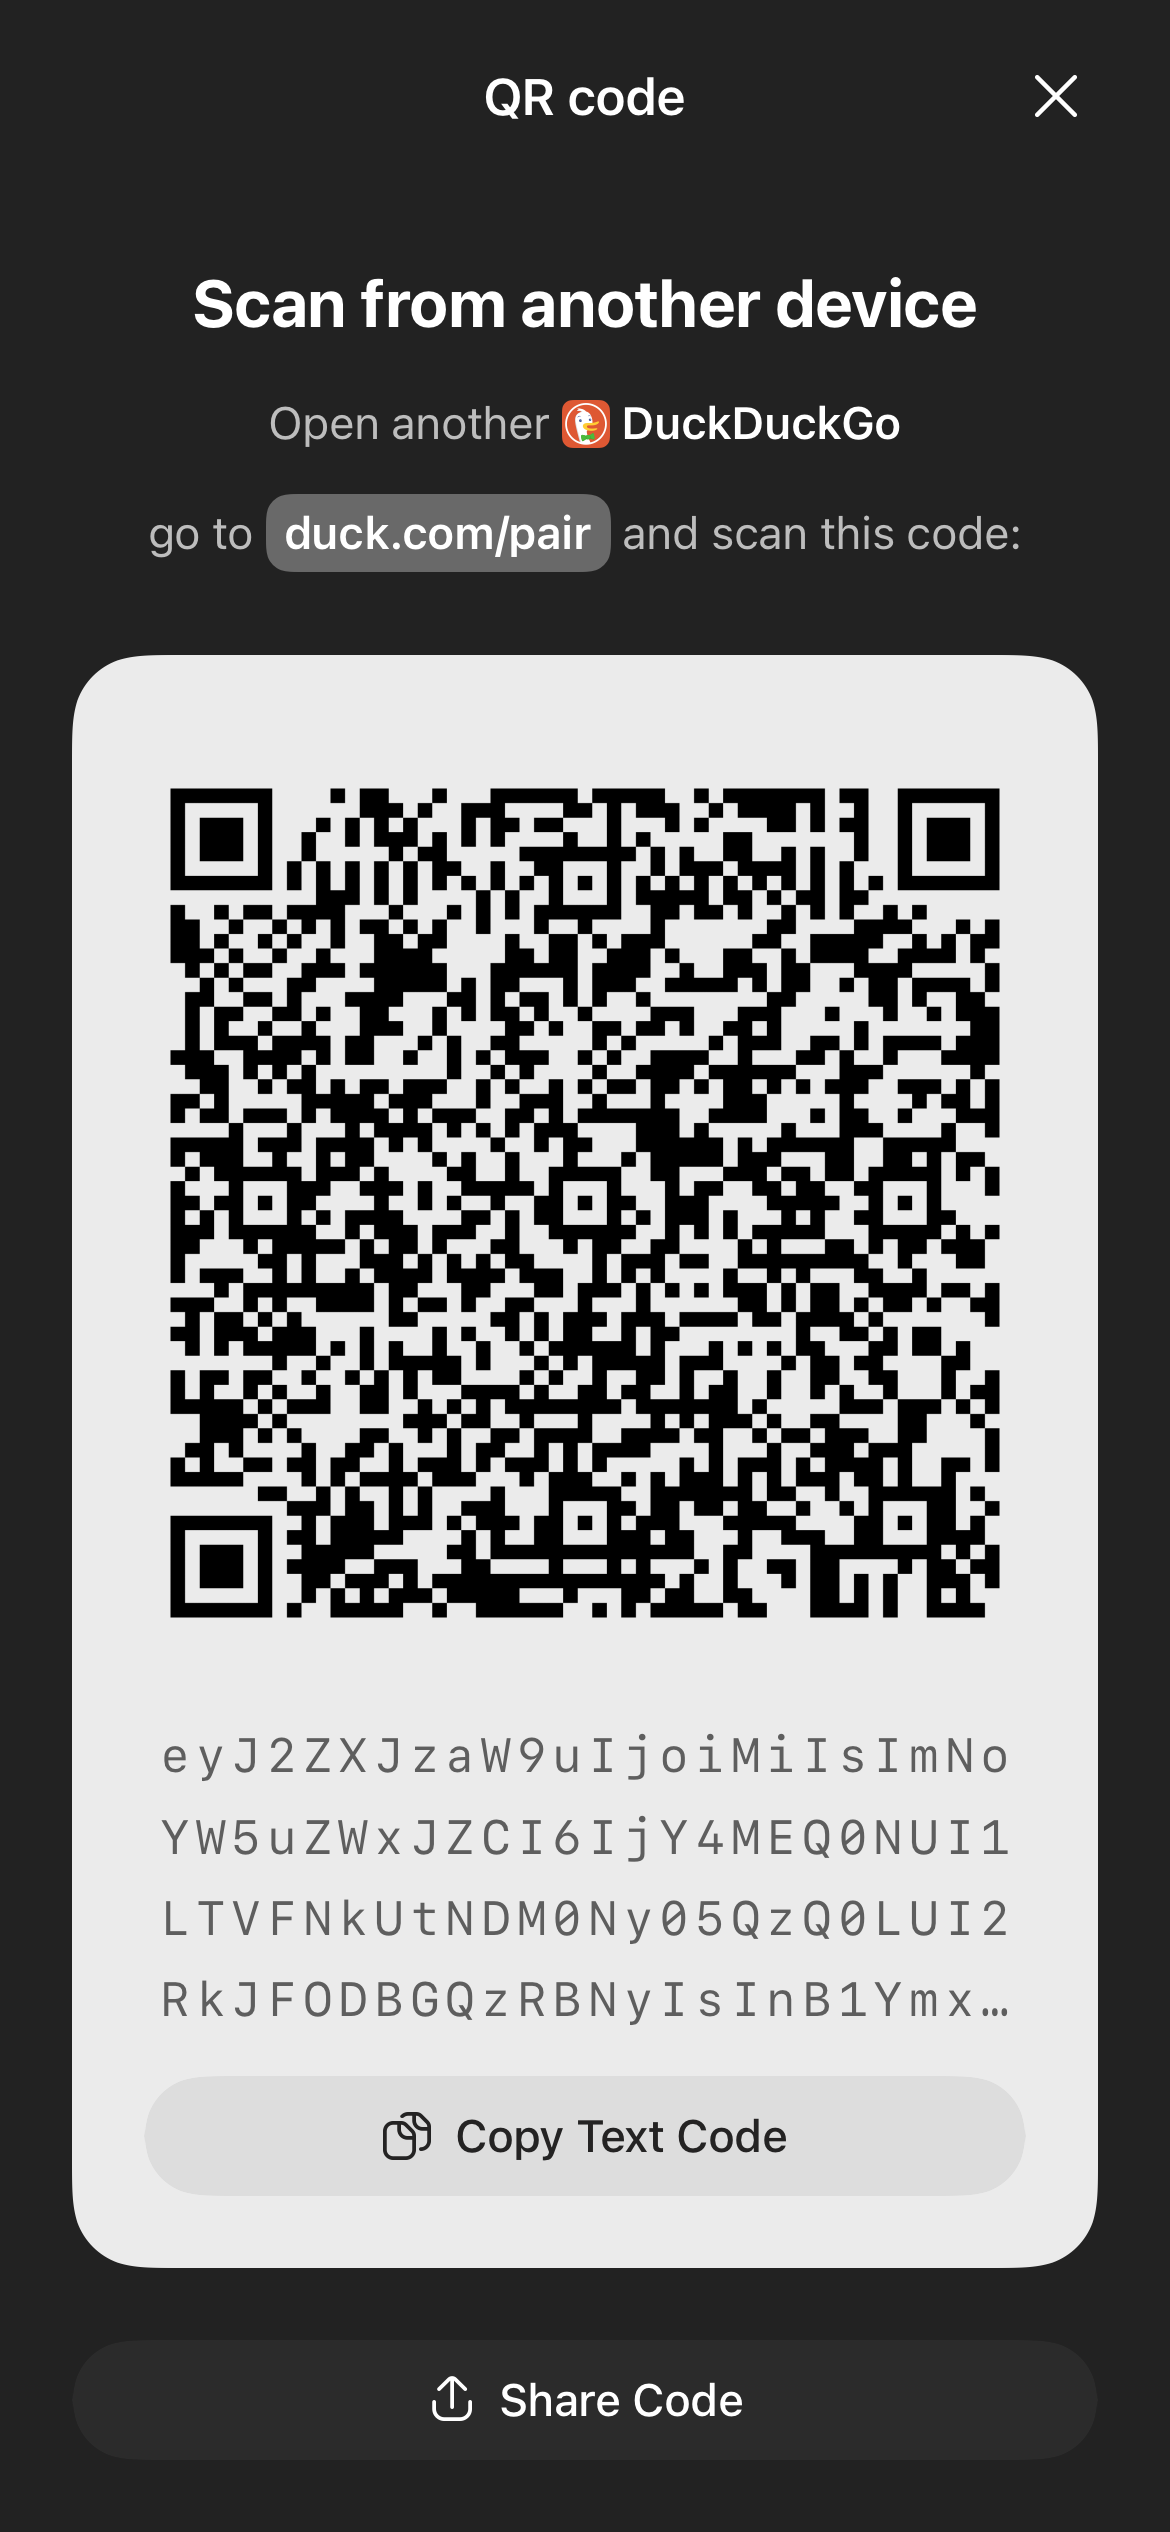 QR code
Scan from another device
Open another DuckDuckGo
go to duck.com/pair and scan this code:
eyJ2ZXJzaW9uIjoiMiIsImNo
YW5uZWxJZCI6IjY4MEQ0NUI1
LTVFNkUtNDM0Ny05QzQ0LUI2
RkJFODBGQzRBNyIsInB1Ymx…
Copy Text Code
Share Code